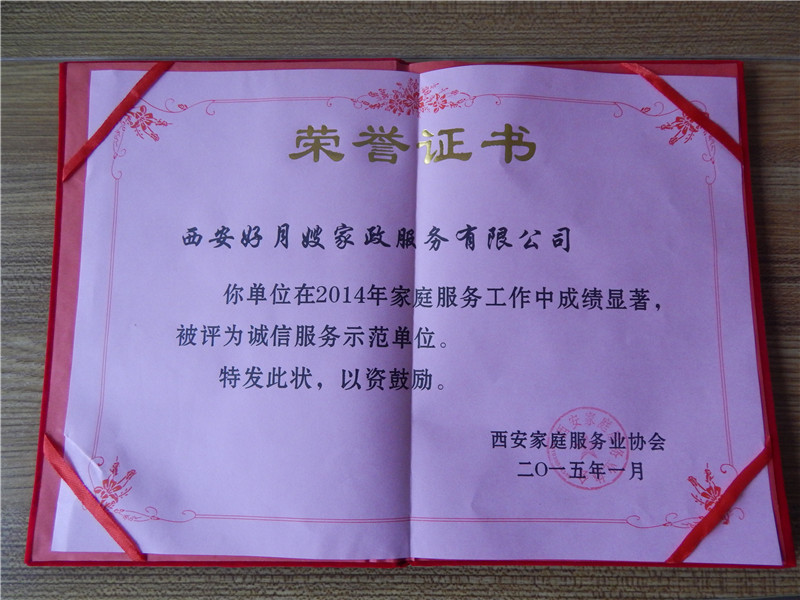 荣誉证书
西安好月嫂家政服务有限公司
你单位在2014年家庭服务工作中成绩显著，
被评为诚信服务示范单位。
特发此状，以资鼓励。
西安家庭服务业协会
二〇一五年一月